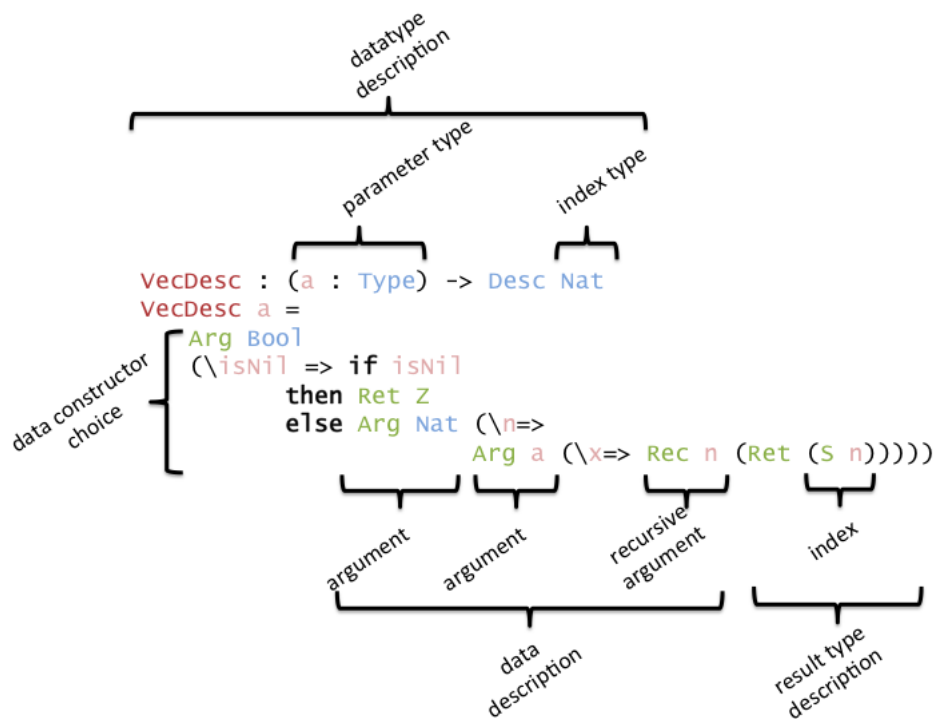 datatype
description
parameter type
index type
VecDesc : (a : Type) -> Desc Nat
VecDesc a =
Arg Bool
(\isNil => if isNil
then Ret Z
else Arg Nat (\n=>
Arg a (\x=> Rec n (Ret (S n)))))
data constructor
choice
argument
argument
recursive
argument
index
data
description
result type
description